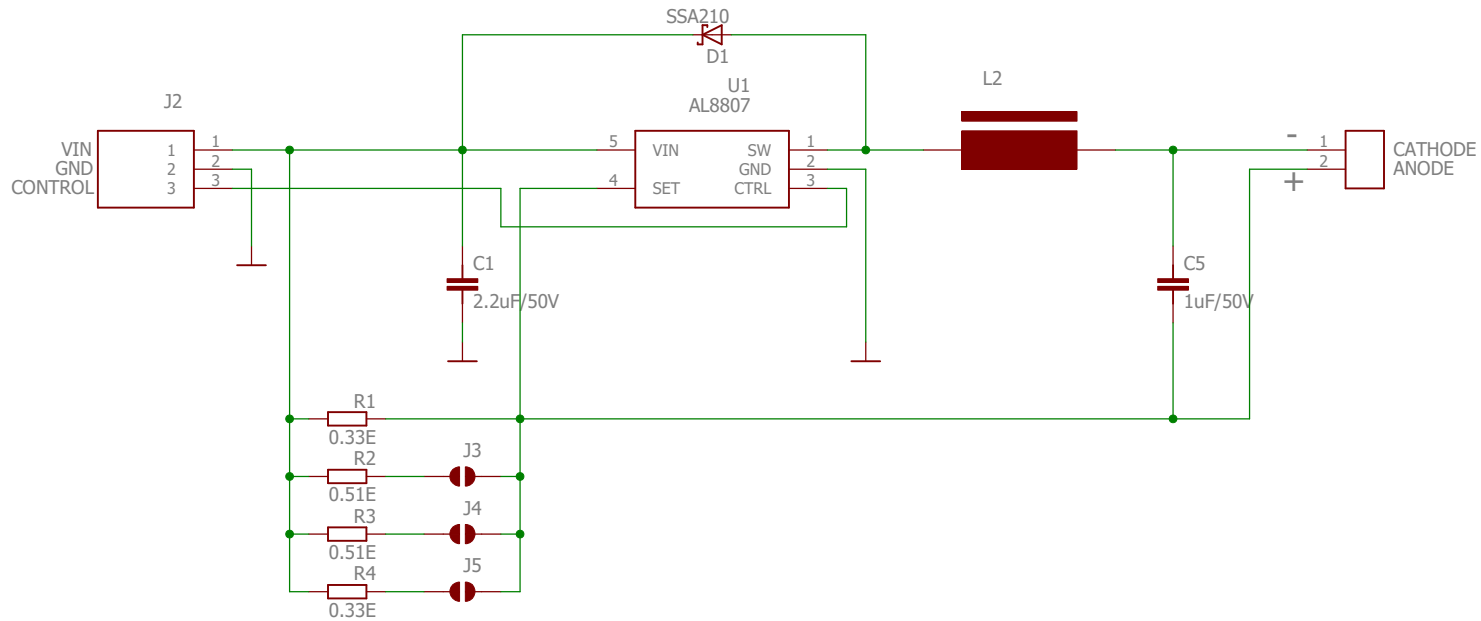 SSA210
D1
U1
AL8807
L2
J2
VIN
GND
CONTROL
1
2
3
1
2
3
5
4
VIN
SET
SW
GND
CTRL
1
2
3
-
+
1
2
CATHODE
ANODE
C1
2.2uF/50V
C5
1uF/50V
R1
0.33E
R2
0.51E
J3
R3
0.51E
J4
R4
0.33E
J5